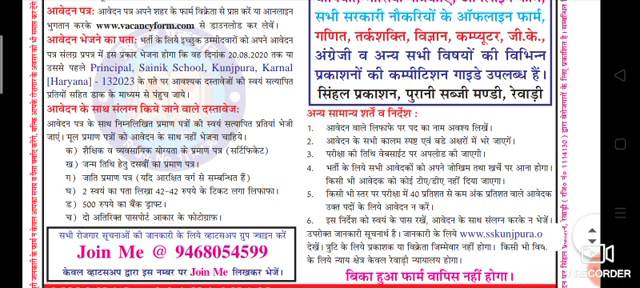 आवेदन पत्र: आवेदन पत्र अपने शहर के फार्म विक्रेता से प्राप्त करें या आनलाइन
भुगतान करके www.vacancyform.com से डाउनलोड कर लेवें।
आवेदन भेजने का पता: भर्ती के लिये इच्छुक उम्मीदवारों को अपने आवेदन
पत्र संलग्न प्रपत्र में इस प्रकार भेजना होगा कि वह दिनांक 20.08.2020 तक या
उससे पहले Principal, Sainik School, Kunjpura, Karnal
[Haryana] - 132023 के पते पर आवश्यक दस्तावेजों की स्वयं सत्यापित
प्रतियों सहित डाक के माध्यम से पहुंच जाये।
आवेदन के साथ संलग्न किये जाने वाले दस्तावेज:
आवेदन पत्र के साथ निम्नलिखित प्रमाण पत्रों की स्वयं सत्यापित प्रतियां भेजी
जाएं। मूल प्रमाण पत्रों को आवेदन के साथ नहीं भेजना चाहिये।
क) शैक्षिक व व्यवसायिक योग्यता के प्रमाण पत्र (सर्टिफिकेट)
ख) जन्म तिथि हेतु दसवीं का प्रमाण पत्र।
ग) जाति प्रमाण पत्र (यदि आरक्षित वर्ग से सम्बन्धित हैं)
घ) 2 स्वयं का पता लिखा 42-42 रुपये के टिकट लगा लिफाफा।
ड) 500 रुपये का बैंक ड्राफ्ट।
च) दो अतिरिक्त पासपोर्ट आकार के फोटोग्राफ।
सभी रोजगार सूचनाओं की जानकारी के लिये व्हाटसअप ग्रुप ज्वाइन करें
Join Me @ 9468054599
केवल व्हाटसअप द्वारा इस नम्बर पर Join Me लिखकर भेजें।
सभी सरकारी नौकरियों के ऑफलाइन फार्म,
गणित, तर्कशक्ति, विज्ञान, कम्प्यूटर, जी.के.,
अंग्रेजी व अन्य सभी विषयों की विभिन्न
प्रकाशनों की कम्पीटिशन गाइडे उपलब्ध हैं।
सिंहल प्रकाशन, पुरानी सब्जी मण्डी, रेवाड़ी
अन्य सामान्य शर्तें व निर्देश :
1. आवेदन वाले लिफाफे पर पद का नाम अवश्य लिखें।
2. आवेदन के सभी कालम स्पष्ट एवं बडे अक्षरों में भरे जाएगें।
3. परीक्षा की तिथि वेबसाईट पर अपलोड की जाएगी।
4. भर्ती के लिये सभी आवेदकों को अपने जोखिम तथा खर्चे पर आना होगा।
किसी भी आवेदक को कोई टीए/डीए नहीं दिया जाएगा।
5. किसी भी स्तर पर परीक्षा में 40 प्रतिशत से कम अंक प्रतिशत वाले आवेदक
उक्त पदों के लिये आवेदन न करें।
6. इस निर्देश को स्वयं के पास रखें, आवेदन के साथ संलग्न करके न भेजें।
उपरोक्त जानकारी सूचनार्थ है। जानकारी के लिये www.sskunjpura.o
देखें। त्रुटि के लिये प्रकाशक या विक्रेता जिम्मेवार नहीं होगा। किसी भी
के लिये न्याय क्षेत्र केवल रेवाड़ी न्यायालय होगा।
बिका हुआ फार्म वापिस नहीं होगा।
RECORDER